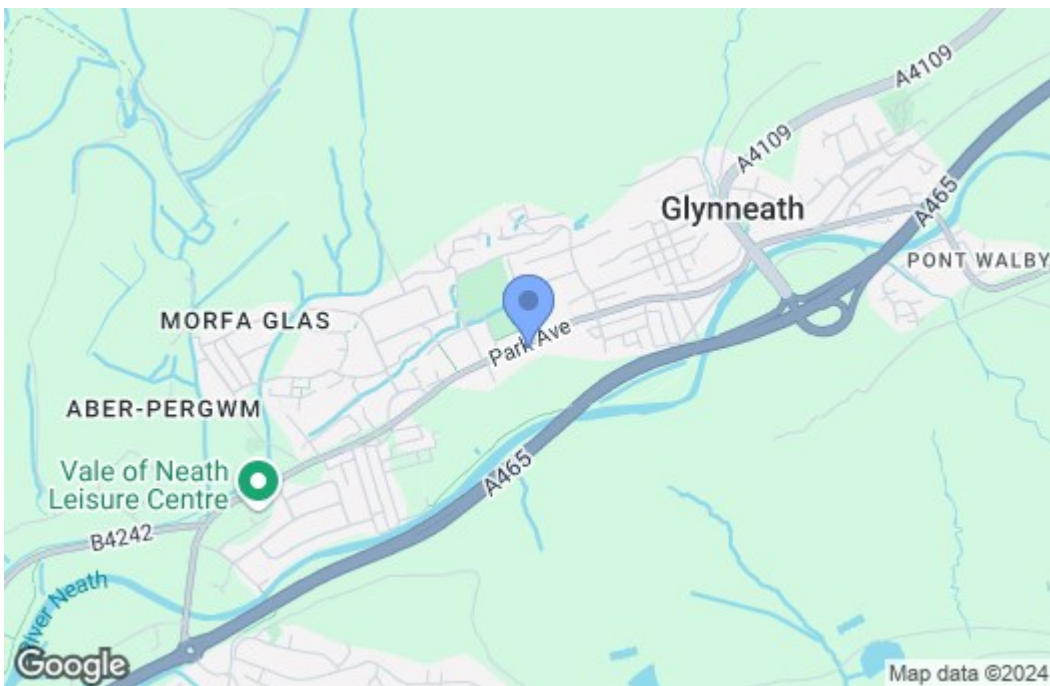 A4109
A4109
Glynneath
A465
PONT WALBY
MORFA GLAS
Park Ave
ABER-PERGWM
Vale of Neath
Leisure Centre
A465
B4242
River Neath
Google
Map data ©2024